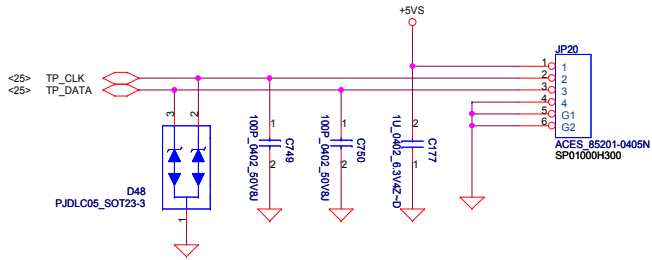 +5VS
JP20
<25> TP_CLK
<25> TP_DATA
1 1
2 2
3 3
4 4
5 G1
6 G2
ACES_85201-0405N
SP01000H300
3 2
1
D48
PJDLC05_SOT23-3
1
2
C749
100P_0402_50V8J
1
2
C750
100P_0402_50V8J
2
1
C177
1U_0402_6.3V4Z~D